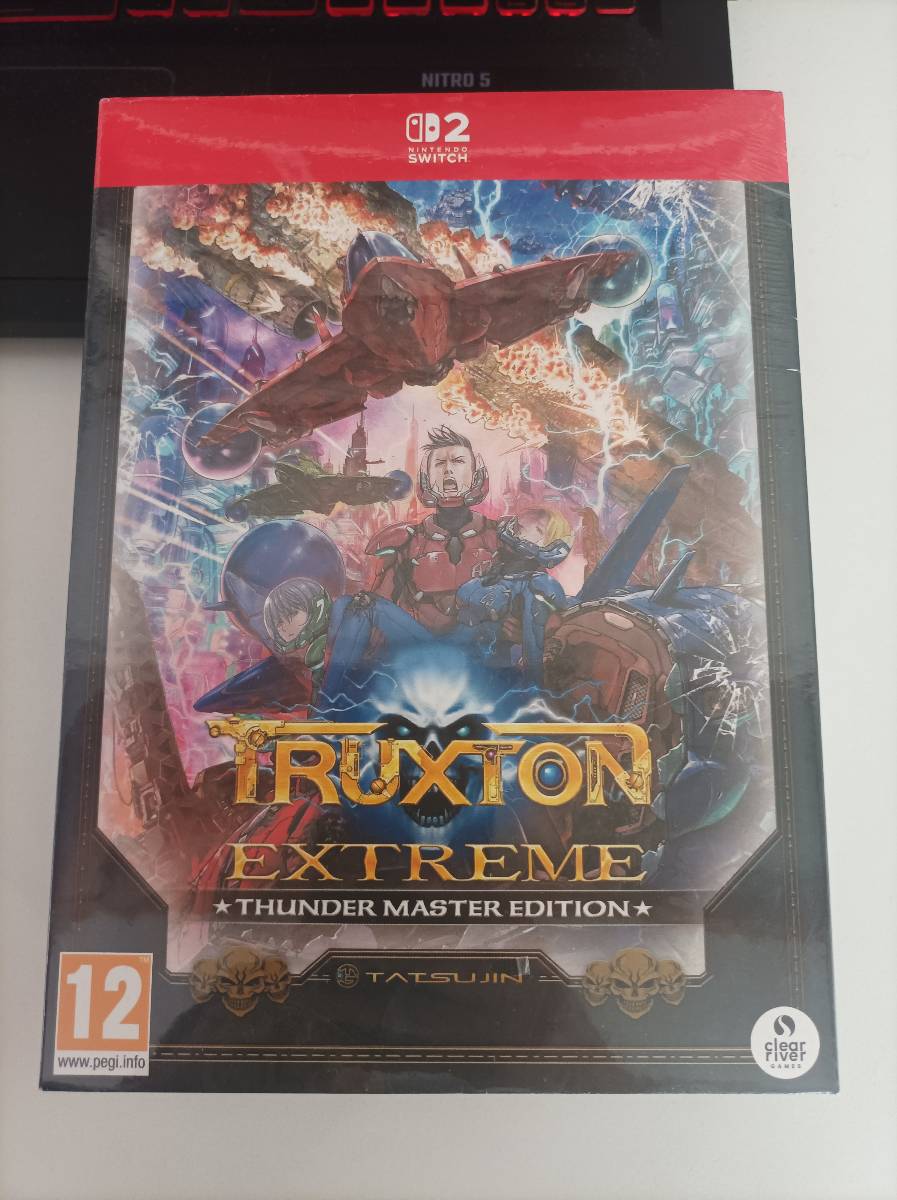 NITRO 5
2
NINTENDO
SWITCH
TRUXTON
EXTREME
★THUNDER MASTER EDITION★
TATSUJIN
12
www.pegi.info
clear
river
GAMES